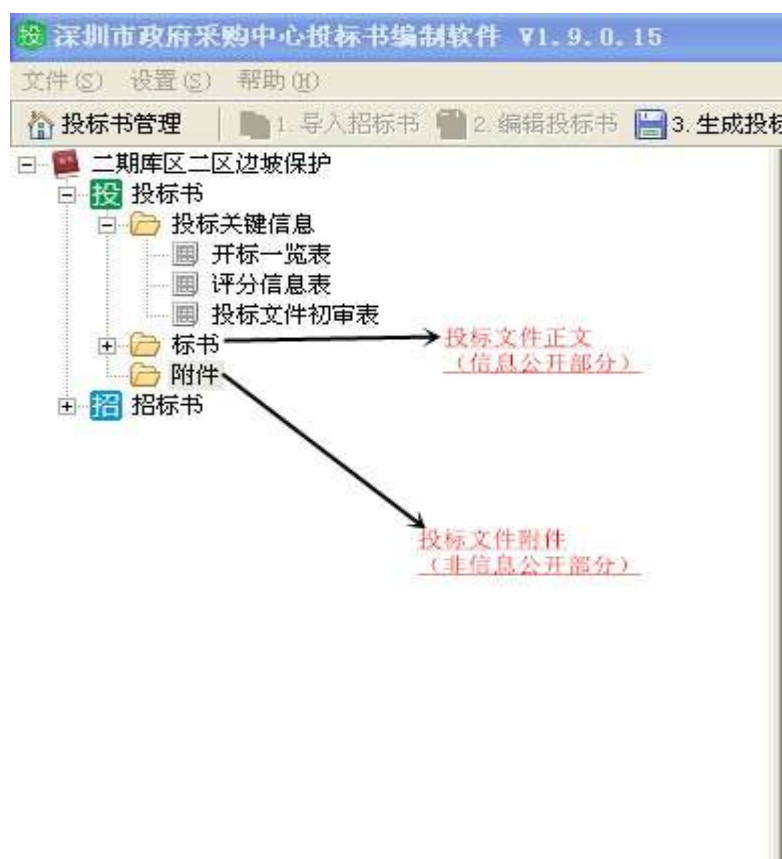 投 深圳市政府采购中心投标书编制软件 V1.9.0.15
文件(S) 设置(S) 帮助(H)
投标书管理 1.导入招标书 2.编辑投标书 3.生成投标
二期库区二区边坡保护
投 投标书
投标关键信息
开标一览表
评分信息表
投标文件初审表
标书
投标文件正文
（信息公开部分）
附件
招 招标书
投标文件附件
（非信息公开部分）